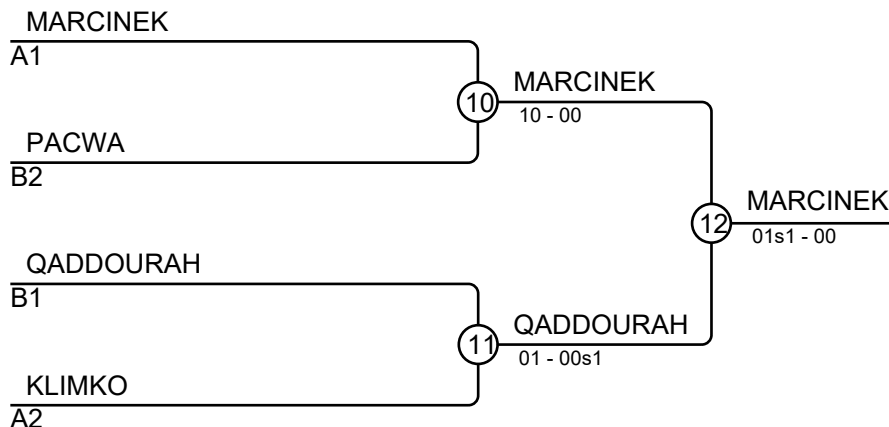 MARCINEK
A1
10
MARCINEK
10 - 00
PACWA
B2
12
MARCINEK
01s1 - 00
QADDOURAH
B1
11
QADDOURAH
01 - 00s1
KLIMKO
A2